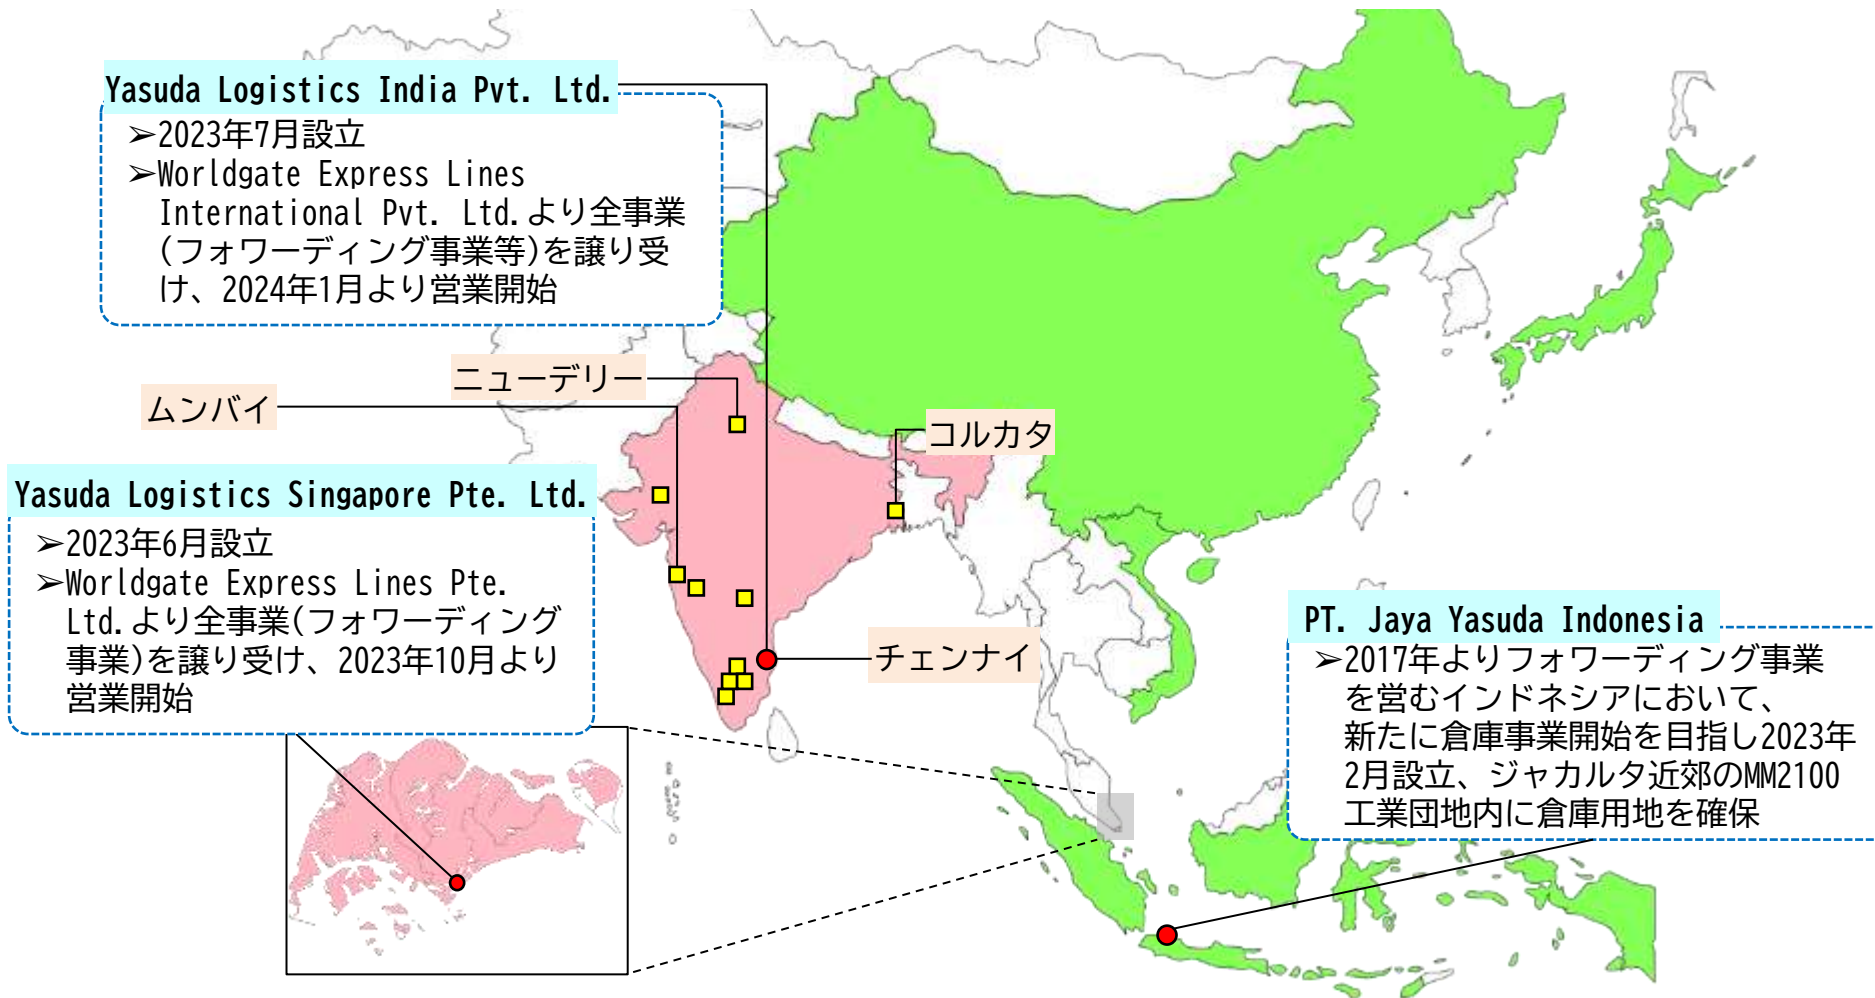 Yasuda Logistics India Pvt. Ltd.
➢2023年7月設立
➢Worldgate Express Lines
International Pvt. Ltd.より全事業
(フォワーディング事業等)を譲り受
け、2024年1月より営業開始
ニューデリー
ムンバイ
コルカタ
Yasuda Logistics Singapore Pte. Ltd.
➢2023年6月設立
➢Worldgate Express Lines Pte.
Ltd.より全事業(フォワーディング
事業)を譲り受け、2023年10月より
営業開始
チェンナイ
PT. Jaya Yasuda Indonesia
➢2017年よりフォワーディング事業
を営むインドネシアにおいて、
新たに倉庫事業開始を目指し2023年
2月設立、ジャカルタ近郊のMM2100
工業団地内に倉庫用地を確保